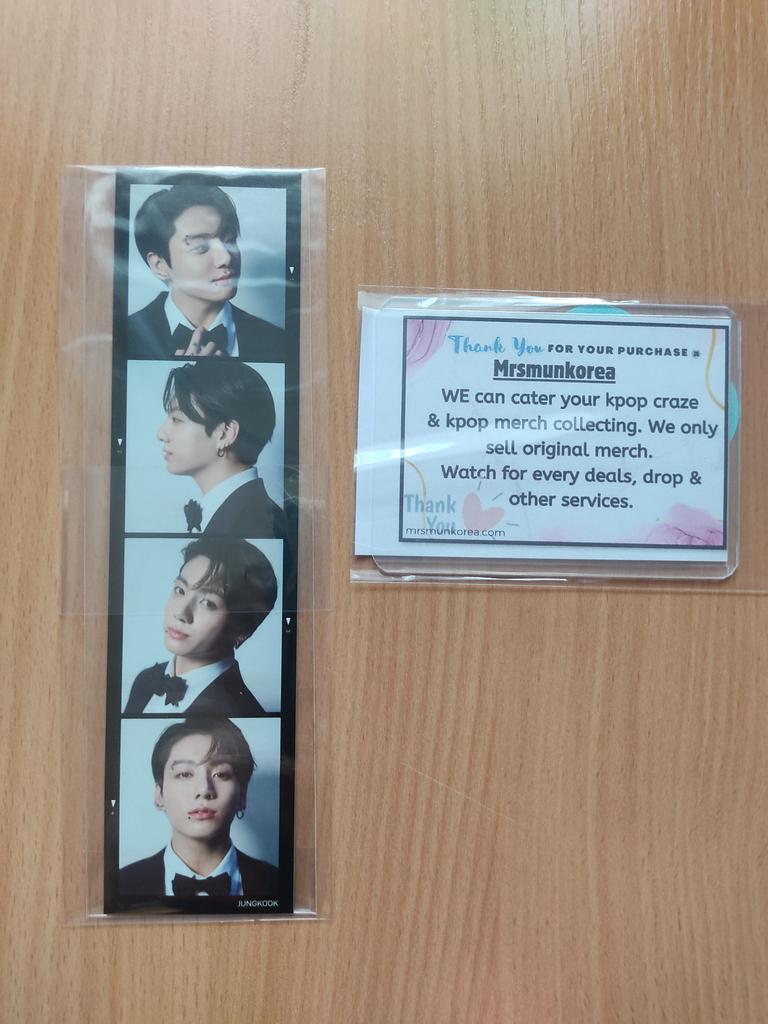 JUNGKOOK
Thank You FOR YOUR PURCHASE
Mrsmunkorea
WE can cater your kpop craze
& kpop merch collecting. We only
sell original merch.
Watch for every deals, drop &
other services.
Thank
You
mrsmunkorea.com